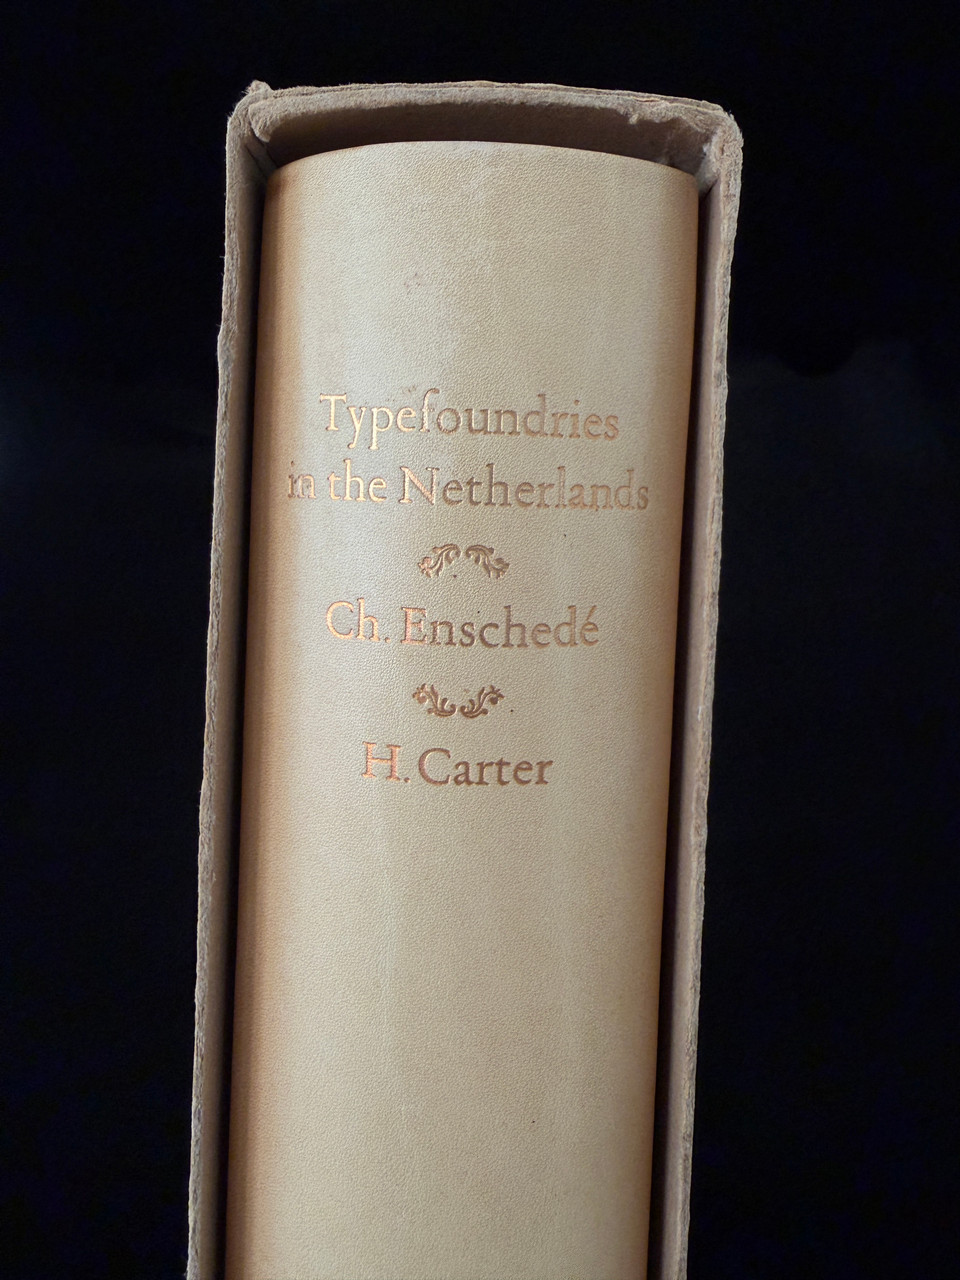 Typefoundries
in the Netherlands
Ch. Enschedé
H. Carter